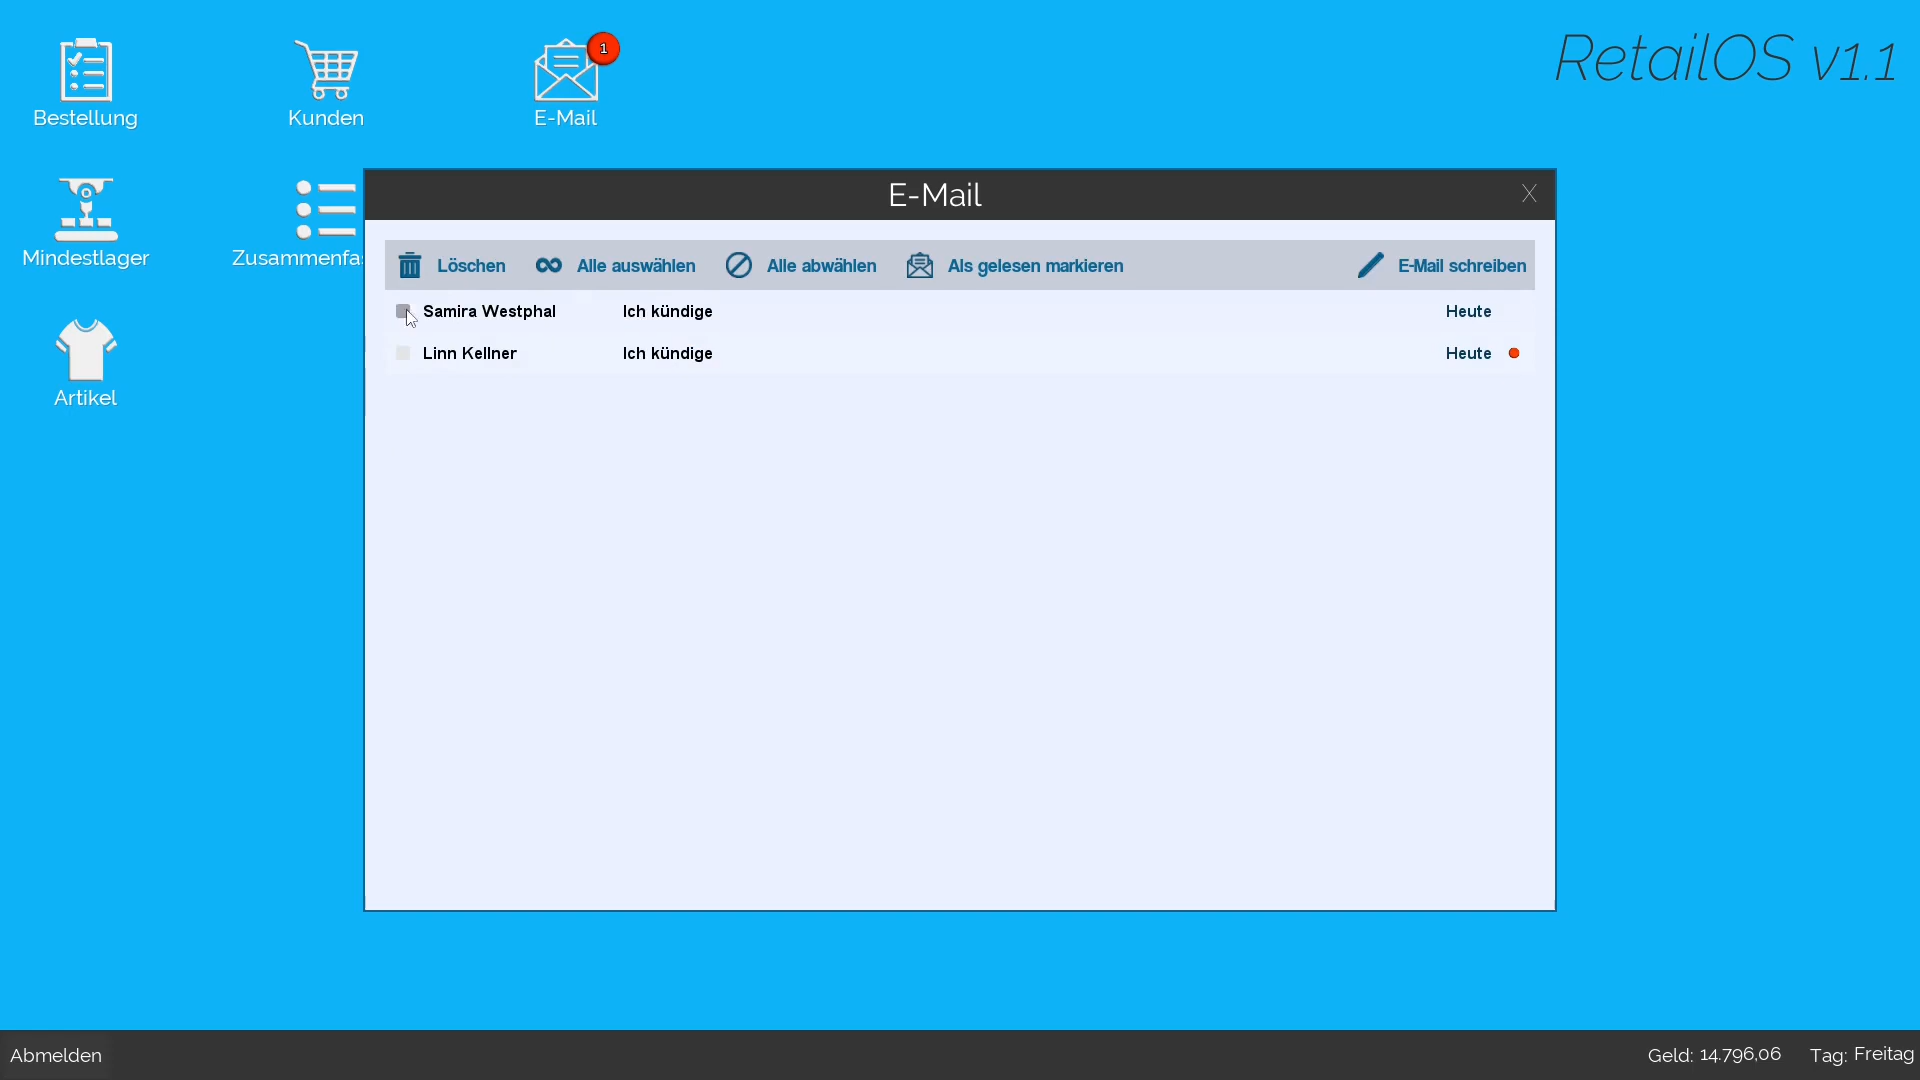 RetailOS v1.1
Bestellung
Kunden
E-Mail
1
Mindestlager
Zusammenfas
Artikel
E-Mail
X
Löschen
Alle auswählen
Alle abwählen
Als gelesen markieren
E-Mail schreiben
Samira Westphal Ich kündige Heute
Linn Kellner Ich kündige Heute
Abmelden
Geld: 14.796,06 Tag: Freitag